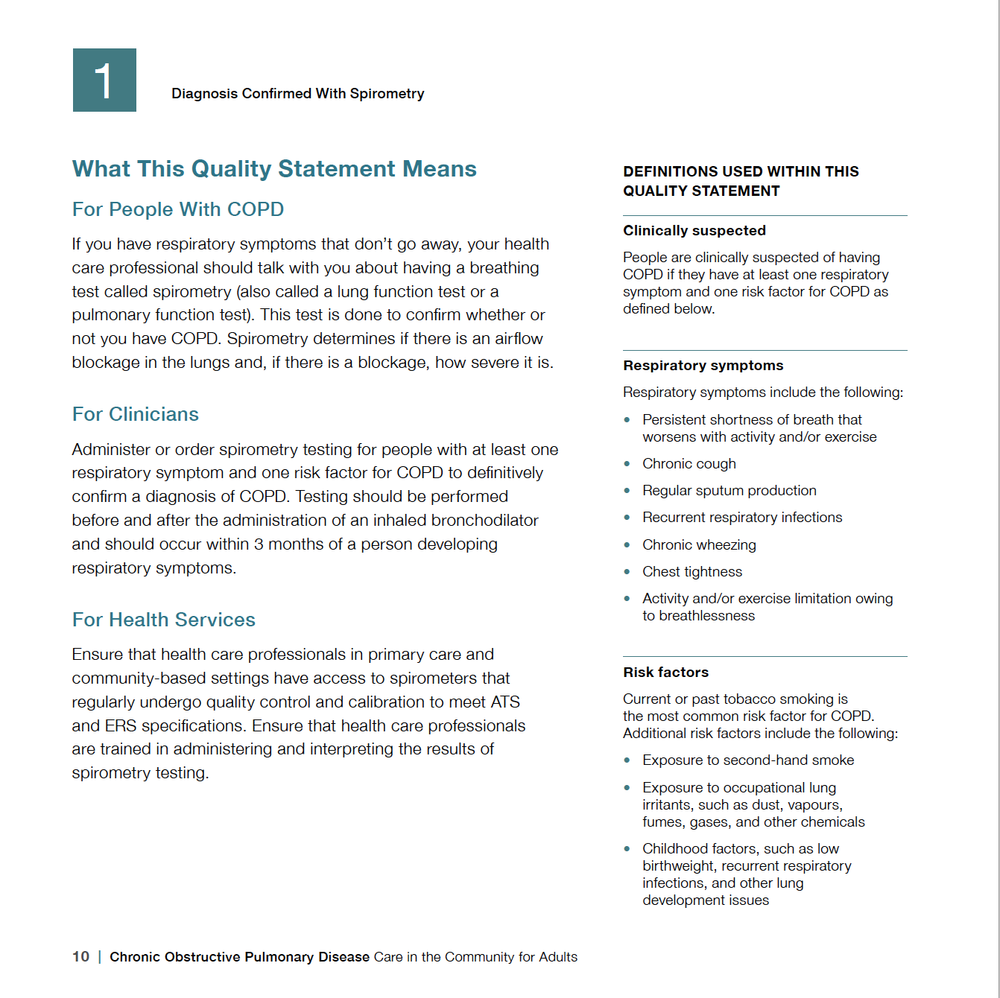 1
Diagnosis Confirmed With Spirometry
What This Quality Statement Means
For People With COPD
If you have respiratory symptoms that don’t go away, your health
care professional should talk with you about having a breathing
test called spirometry (also called a lung function test or a
pulmonary function test). This test is done to confirm whether or
not you have COPD. Spirometry determines if there is an airflow
blockage in the lungs and, if there is a blockage, how severe it is.
For Clinicians
Administer or order spirometry testing for people with at least one
respiratory symptom and one risk factor for COPD to definitively
confirm a diagnosis of COPD. Testing should be performed
before and after the administration of an inhaled bronchodilator
and should occur within 3 months of a person developing
respiratory symptoms.
For Health Services
Ensure that health care professionals in primary care and
community-based settings have access to spirometers that
regularly undergo quality control and calibration to meet ATS
and ERS specifications. Ensure that health care professionals
are trained in administering and interpreting the results of
spirometry testing.
DEFINITIONS USED WITHIN THIS
QUALITY STATEMENT
Clinically suspected
People are clinically suspected of having
COPD if they have at least one respiratory
symptom and one risk factor for COPD as
defined below.
Respiratory symptoms
Respiratory symptoms include the following:
• Persistent shortness of breath that
worsens with activity and/or exercise
• Chronic cough
• Regular sputum production
• Recurrent respiratory infections
• Chronic wheezing
• Chest tightness
• Activity and/or exercise limitation owing
to breathlessness
Risk factors
Current or past tobacco smoking is
the most common risk factor for COPD.
Additional risk factors include the following:
• Exposure to second-hand smoke
• Exposure to occupational lung
irritants, such as dust, vapours,
fumes, gases, and other chemicals
• Childhood factors, such as low
birthweight, recurrent respiratory
infections, and other lung
development issues
10 | Chronic Obstructive Pulmonary Disease Care in the Community for Adults